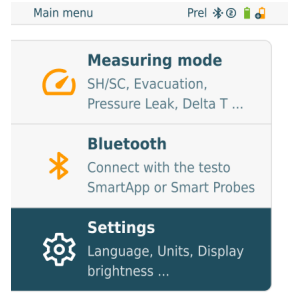 Main menu Prel ②
Measuring mode
SH/SC, Evacuation,
Pressure Leak, Delta T ...
Bluetooth
Connect with the testo
SmartApp or Smart Probes
Settings
Language, Units, Display
brightness ...